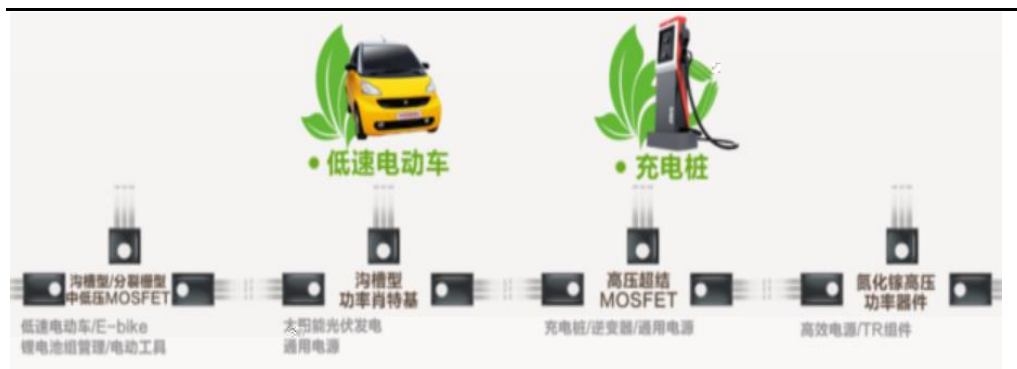 • 低速电动车
• 充电桩
沟槽型/分裂栅型
中低压MOSFET
低速电动车/E-bike
锂电池组管理/电动工具
沟槽型
功率肖特基
太阳能光伏发电
通用电源
高压超结
MOSFET
充电桩/逆变器/通用电源
氮化镓高压
功率器件
高效电源/TR组件